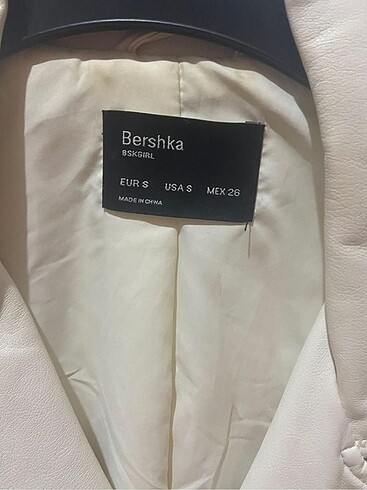 Bershka
BSKGIRL
EUR S USA S MEX 26
MADE IN CHINA